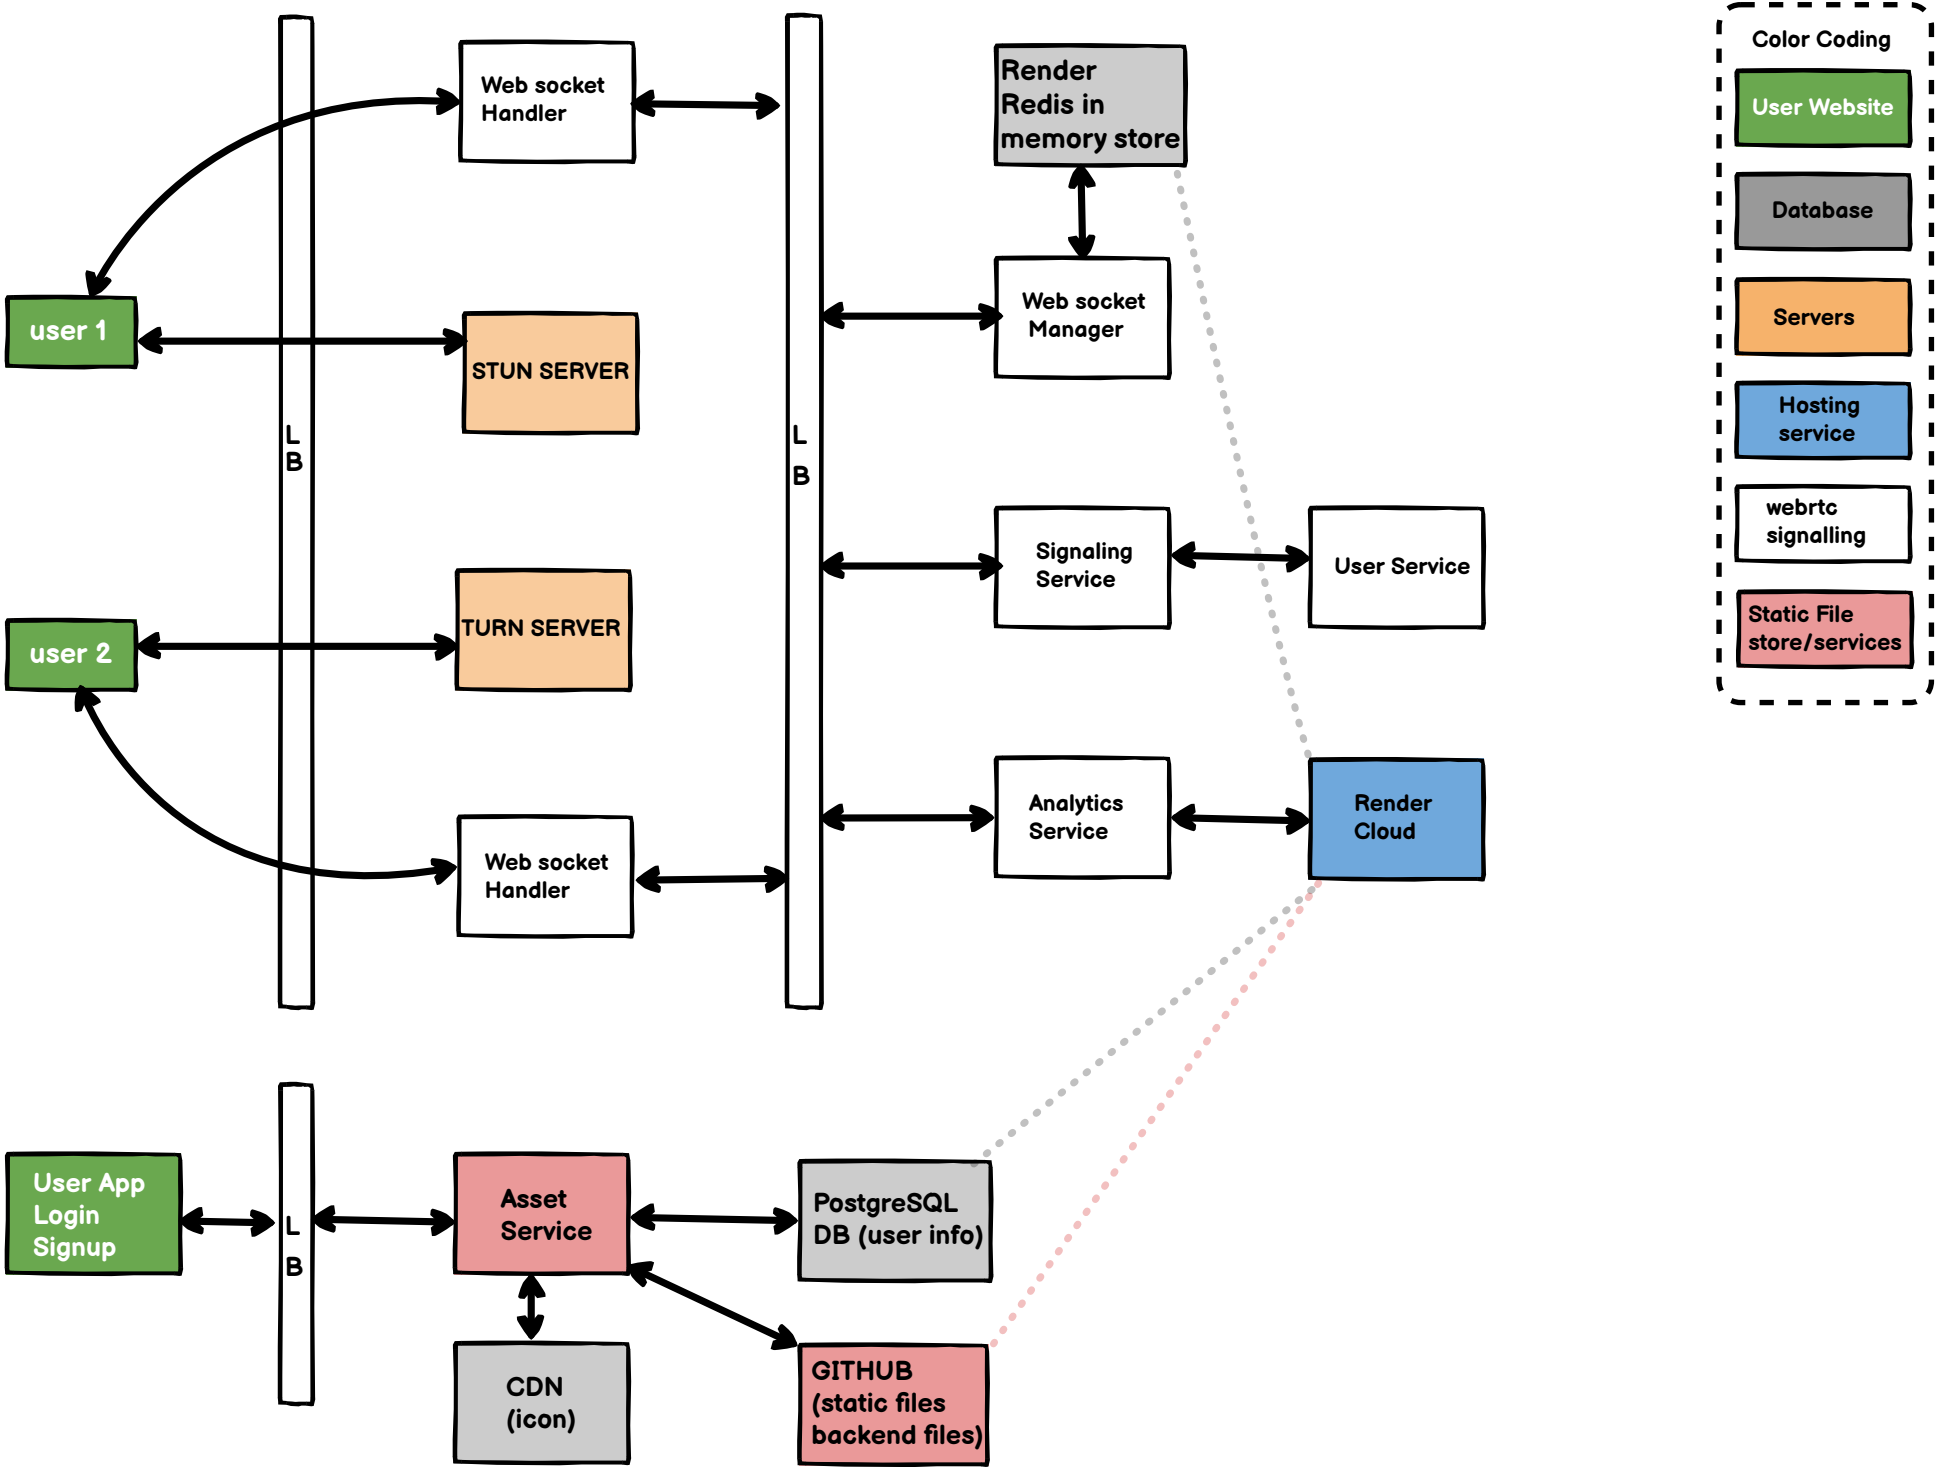 Web socket
Handler
Render
Redis in
memory store
Color Coding
User Website
Database
Servers
Hosting
service
webrtc
signalling
Static File
store/services
user 1
STUN SERVER
Web socket
Manager
L
B
L
B
Signaling
Service
User Service
user 2
TURN SERVER
Web socket
Handler
Analytics
Service
Render
Cloud
User App
Login
Signup
L
B
Asset
Service
PostgreSQL
DB (user info)
CDN
(icon)
GITHUB
(static files
backend files)